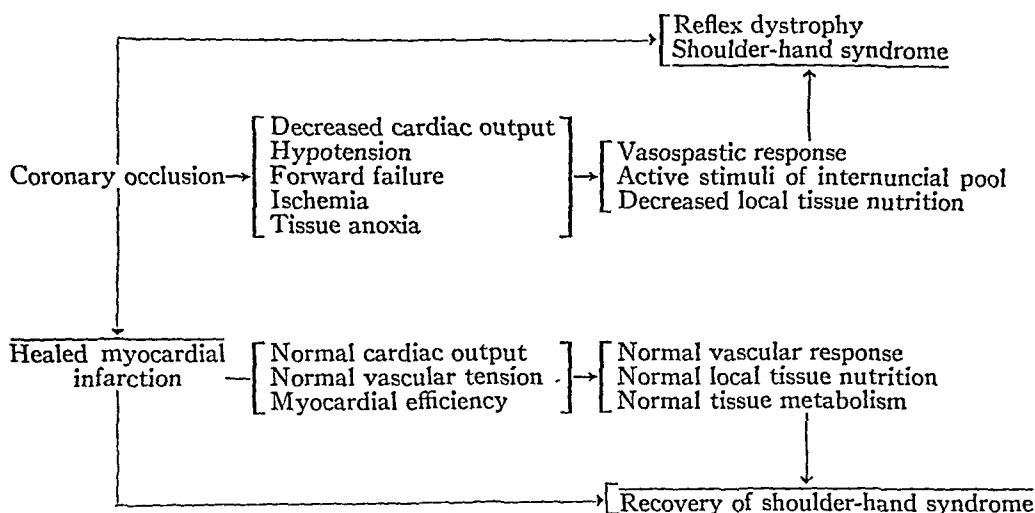 Reflex dystrophy
Shoulder-hand syndrome
Decreased cardiac output
Hypotension
Coronary occlusion
Forward failure
Ischemia
Tissue anoxia
Vasospastic response
Active stimuli of internuncial pool
Decreased local tissue nutrition
Healed myocardial
infarction
Normal cardiac output
Normal vascular tension
Myocardial efficiency
Normal vascular response
Normal local tissue nutrition
Normal tissue metabolism
Recovery of shoulder-hand syndrome